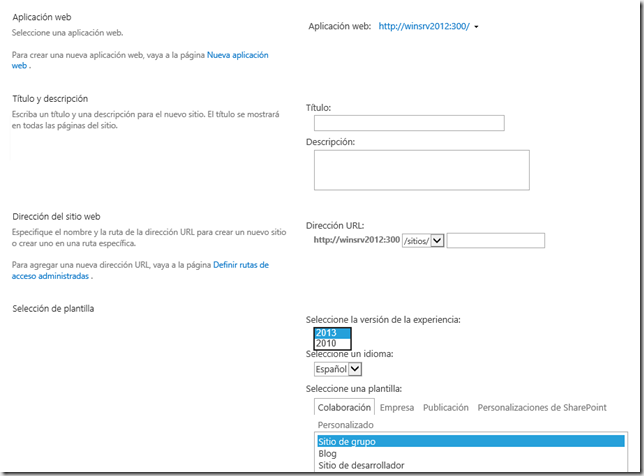 Aplicación web
Seleccione una aplicación web.
Para crear una nueva aplicación web, vaya a la página Nueva aplicación
web .
Aplicación web: http://winsrv2012:300/
Título y descripción
Escriba un título y una descripción para el nuevo sitio. El título se mostrará
en todas las páginas del sitio.
Título:
Descripción:
Dirección del sitio web
Especifique el nombre y la ruta de la dirección URL para crear un nuevo sitio
o crear uno en una ruta específica.
Para agregar una nueva dirección URL, vaya a la página Definir rutas de
acceso administradas .
Dirección URL:
http://winsrv2012:300 /sitios/
Selección de plantilla
Seleccione la versión de la experiencia:
2013
2010
Seleccione un idioma:
Español
Seleccione una plantilla:
Colaboración Empresa Publicación Personalizaciones de SharePoint
Personalizado
Sitio de grupo
Blog
Sitio de desarrollador